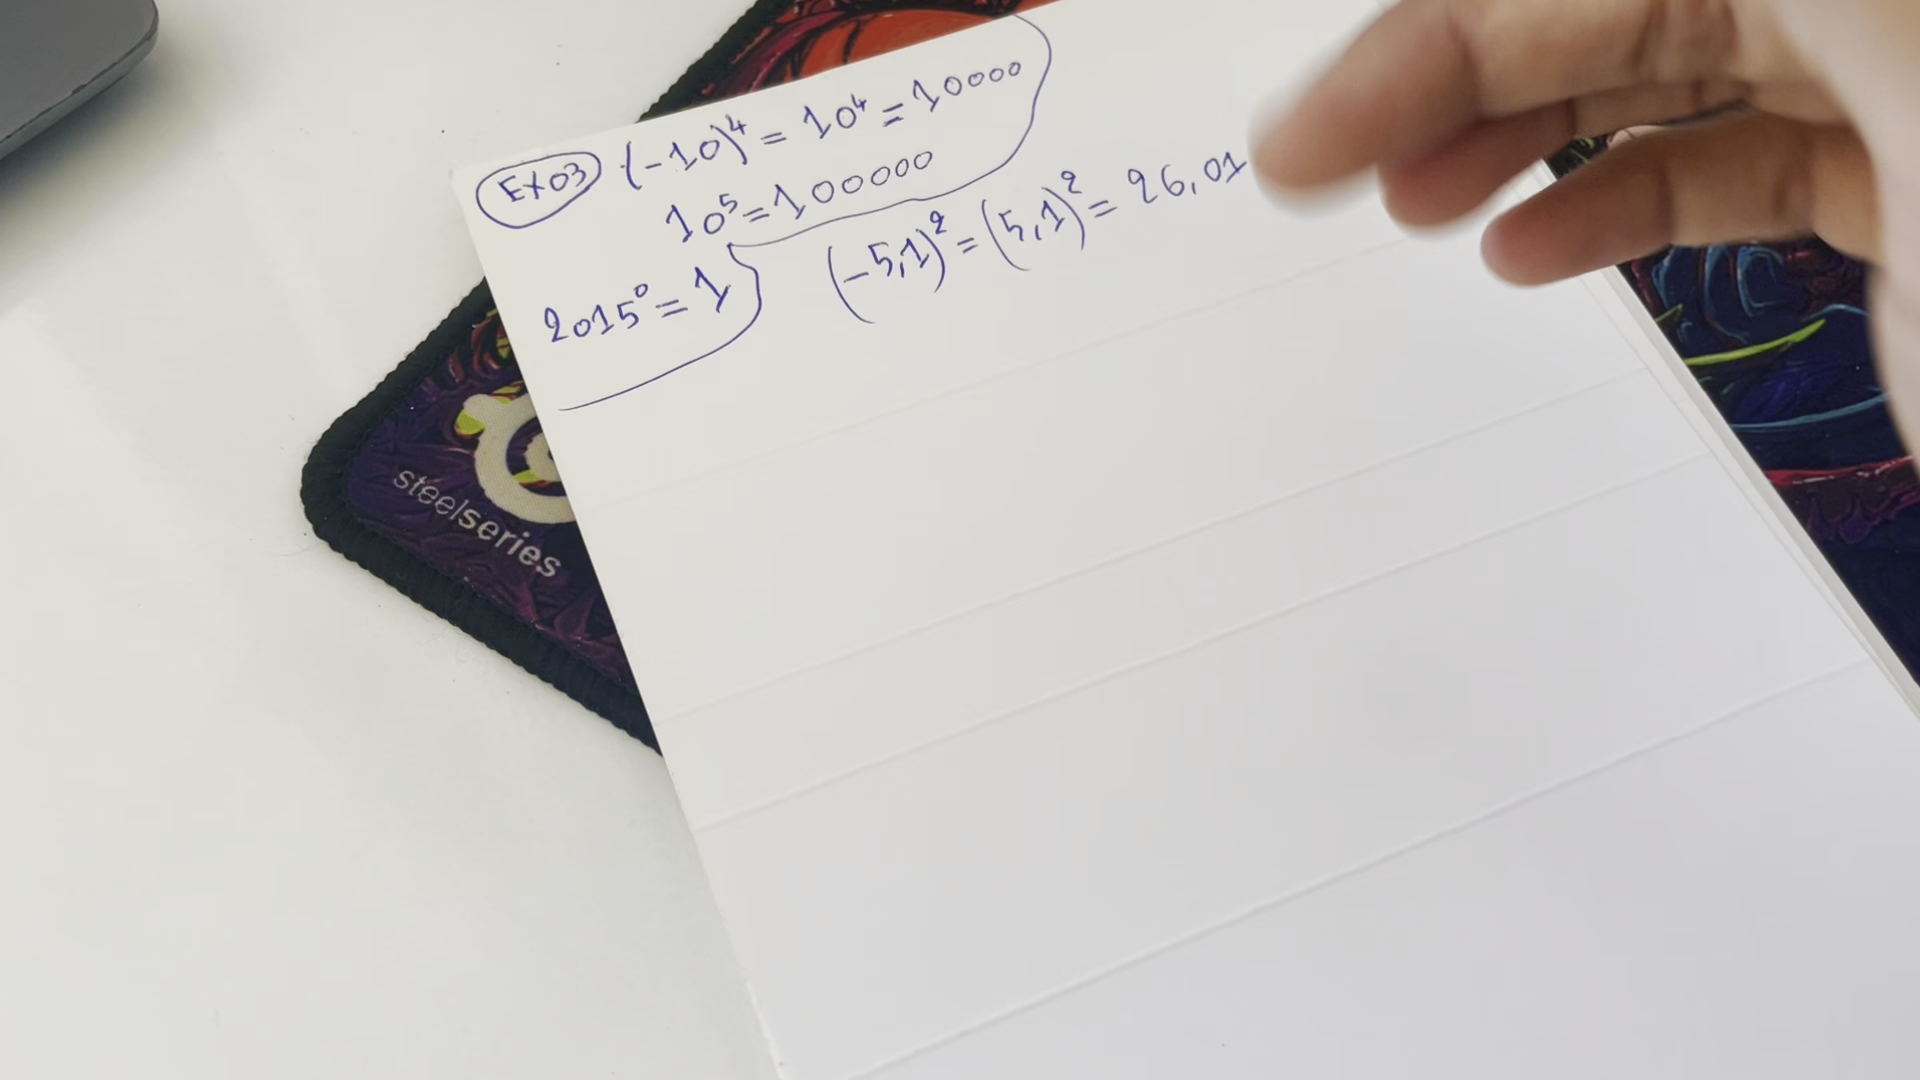 EX03 (-10)⁴ = 10⁴ = 10000
10⁵ = 100000
2015⁰ = 1
(-5,1)² = (5,1)² = 26,01
steelseries